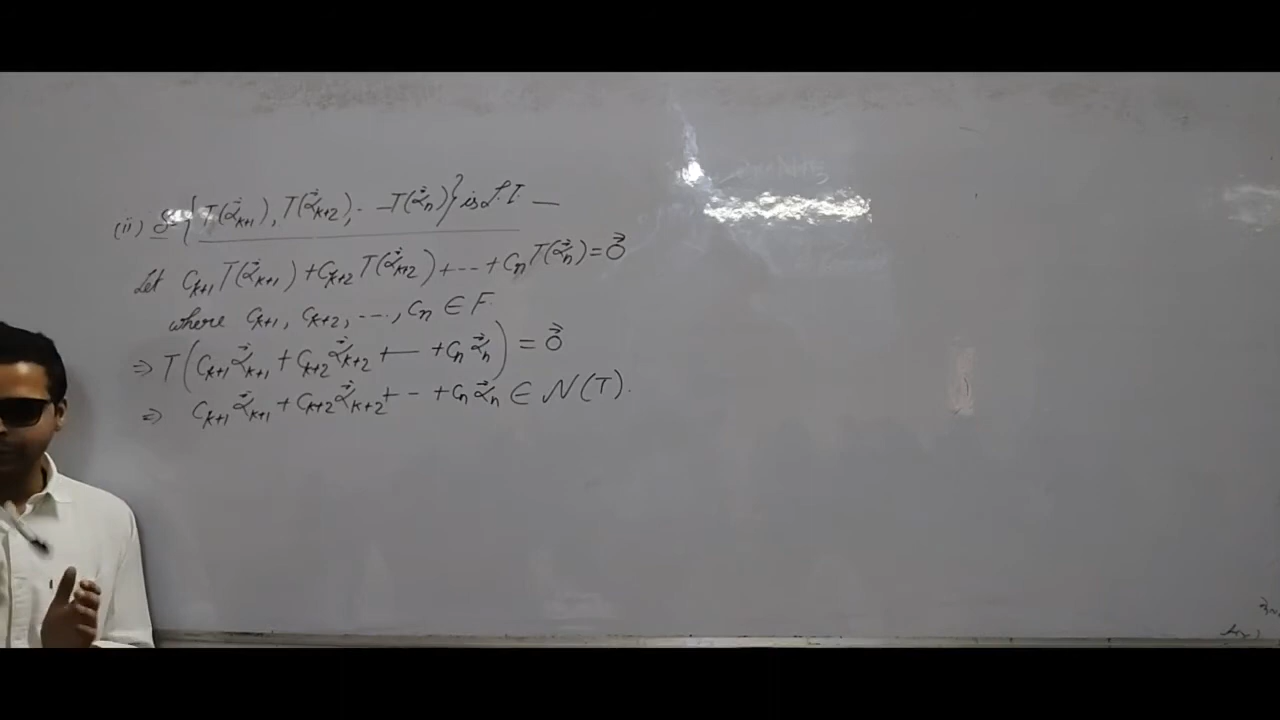 (ii) S = {T(α⃗ₖ₊₁), T(α⃗ₖ₊₂), - — T(α⃗ₙ)} is L.I. —
Let Cₖ₊₁T(α⃗ₖ₊₁) + Cₖ₊₂T(α⃗ₖ₊₂) + --- + CₙT(α⃗ₙ) = 0⃗
where Cₖ₊₁, Cₖ₊₂, ---, Cₙ ∈ F.
⇒ T(Cₖ₊₁α⃗ₖ₊₁ + Cₖ₊₂α⃗ₖ₊₂ + — + Cₙα⃗ₙ) = 0⃗
⇒ Cₖ₊₁α⃗ₖ₊₁ + Cₖ₊₂α⃗ₖ₊₂ + -- + Cₙα⃗ₙ ∈ N(T).